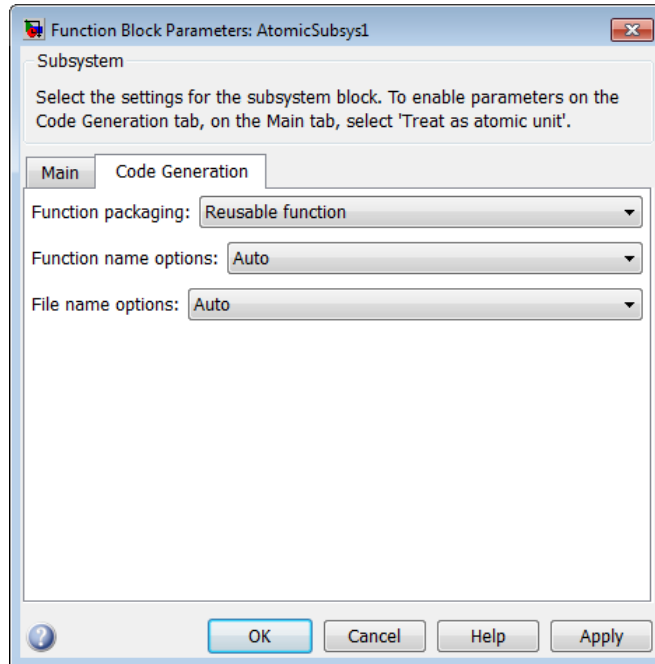 Function Block Parameters: AtomicSubsys1
Subsystem
Select the settings for the subsystem block. To enable parameters on the
Code Generation tab, on the Main tab, select 'Treat as atomic unit'.
Main Code Generation
Function packaging: Reusable function
Function name options: Auto
File name options: Auto
OK Cancel Help Apply